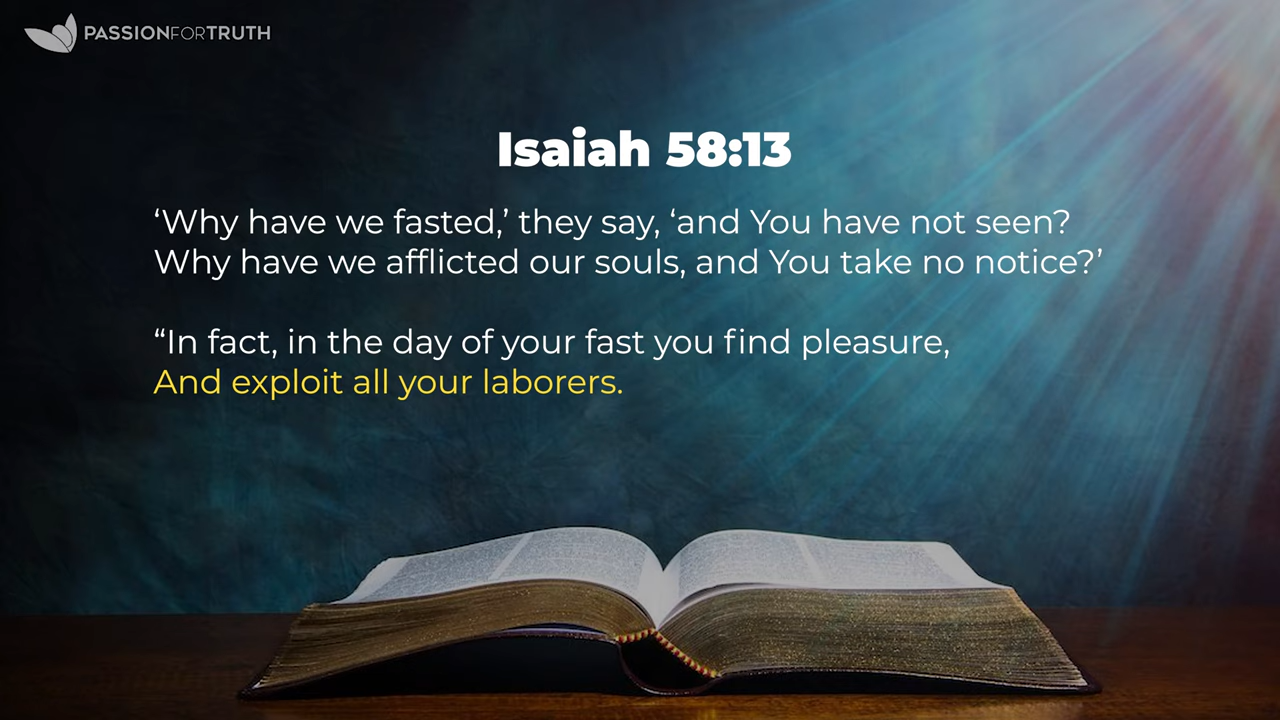 PASSIONFORTRUTH
Isaiah 58:13
‘Why have we fasted,’ they say, ‘and You have not seen?
Why have we afflicted our souls, and You take no notice?’
“In fact, in the day of your fast you find pleasure,
And exploit all your laborers.